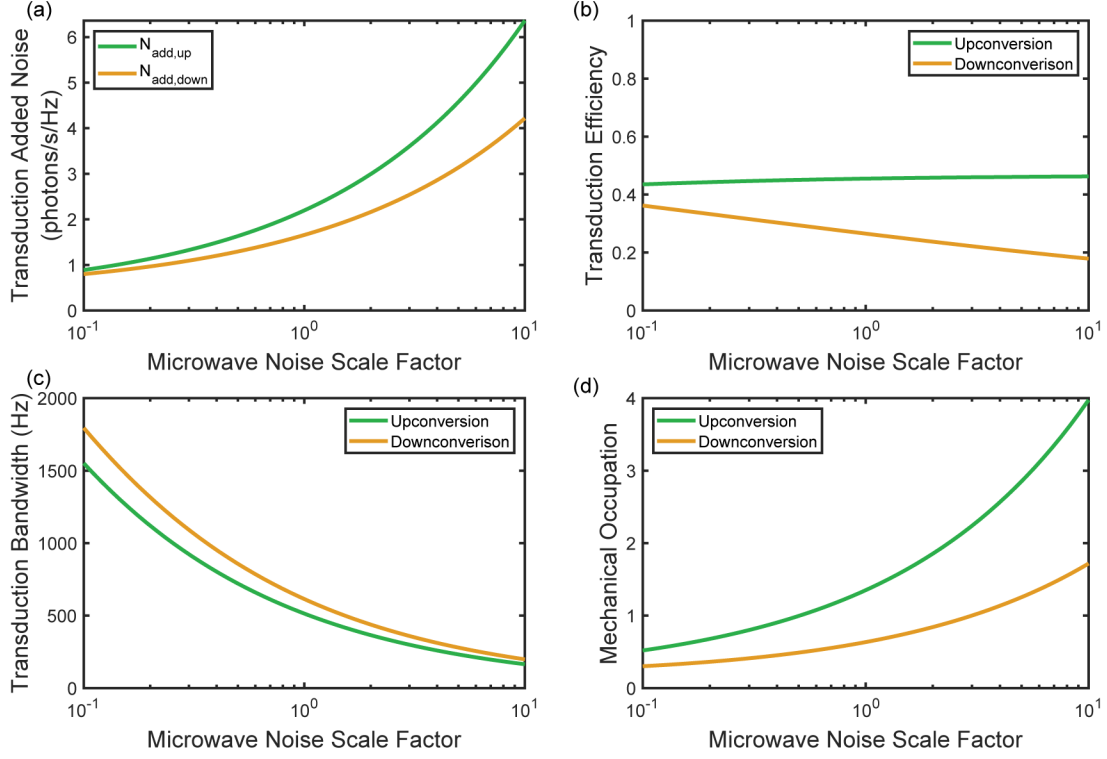 (a)
Transduction Added Noise
(photons/s/Hz)
6
5
4
3
2
1
0
N_add,up
N_add,down
10^-1
10^0
10^1
Microwave Noise Scale Factor
(b)
Transduction Efficiency
1
0.8
0.6
0.4
0.2
0
Upconversion
Downconverison
10^-1
10^0
10^1
Microwave Noise Scale Factor
(c)
Transduction Bandwidth (Hz)
2000
1500
1000
500
0
Upconversion
Downconverison
10^-1
10^0
10^1
Microwave Noise Scale Factor
(d)
Mechanical Occupation
4
3
2
1
0
Upconversion
Downconversion
10^-1
10^0
10^1
Microwave Noise Scale Factor